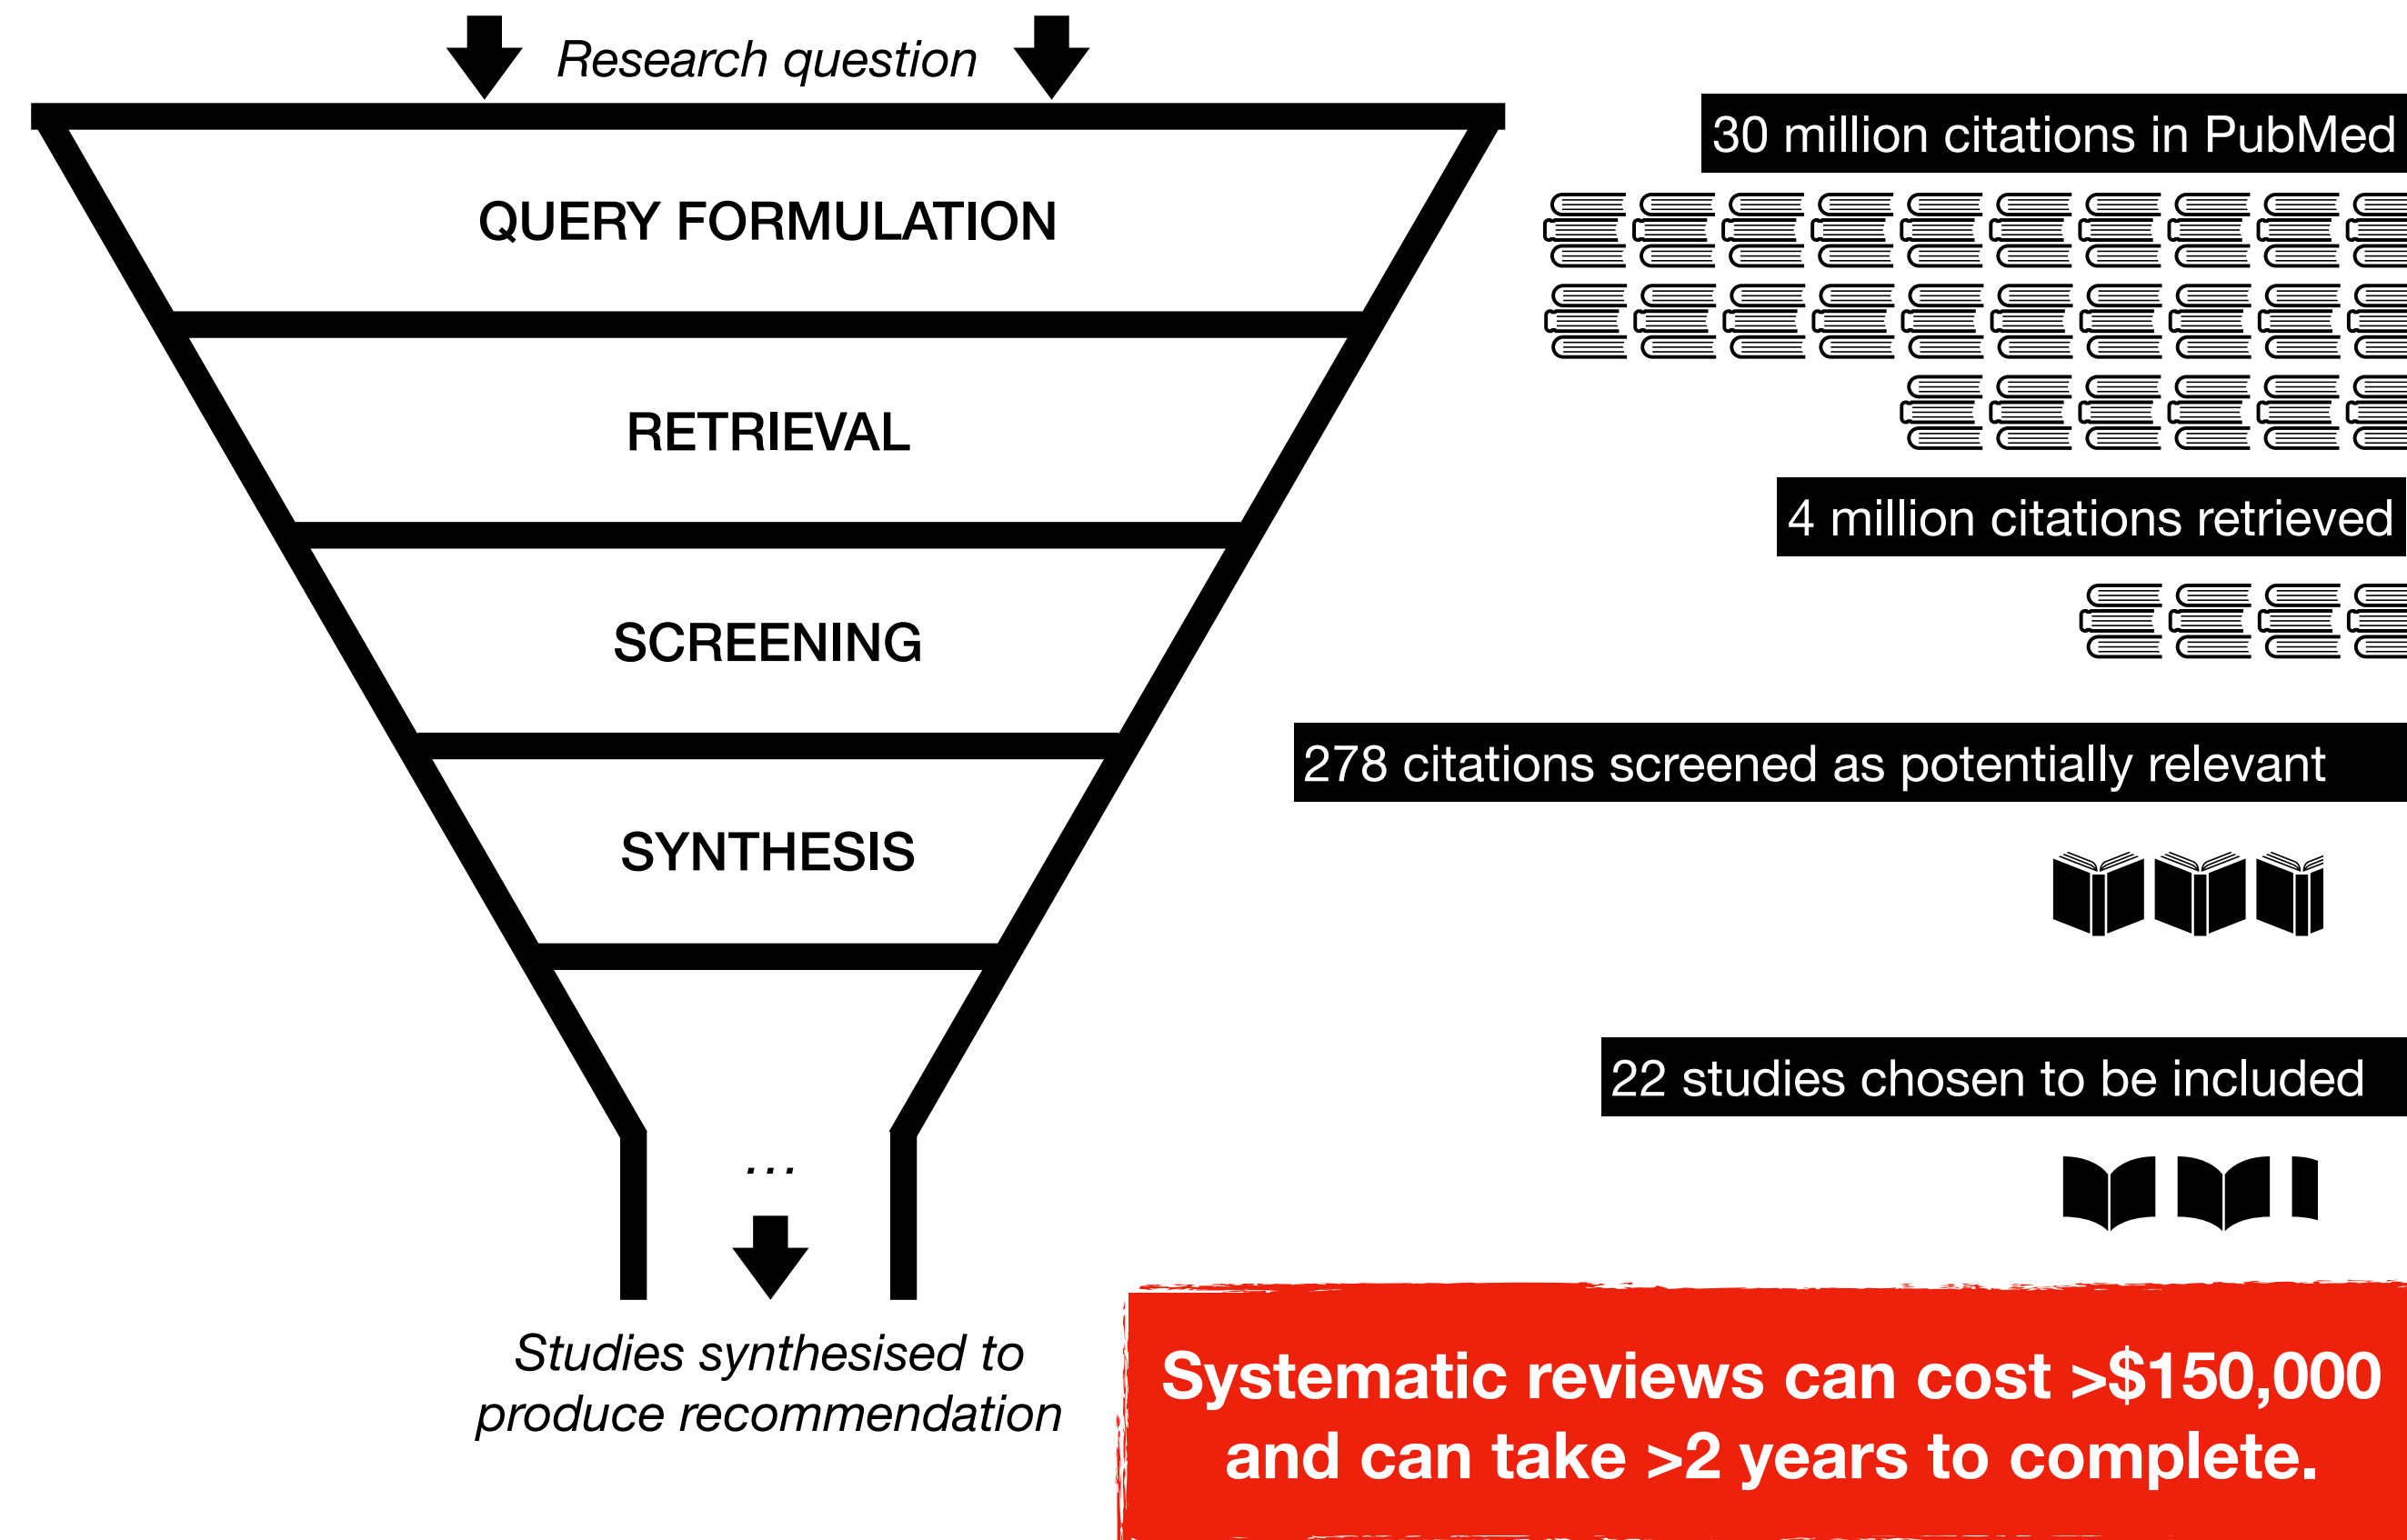 Research question
QUERY FORMULATION
RETRIEVAL
SCREENING
SYNTHESIS
...
Studies synthesised to
produce recommendation
30 million citations in PubMed
4 million citations retrieved
278 citations screened as potentially relevant
22 studies chosen to be included
Systematic reviews can cost >$150,000
and can take >2 years to complete.